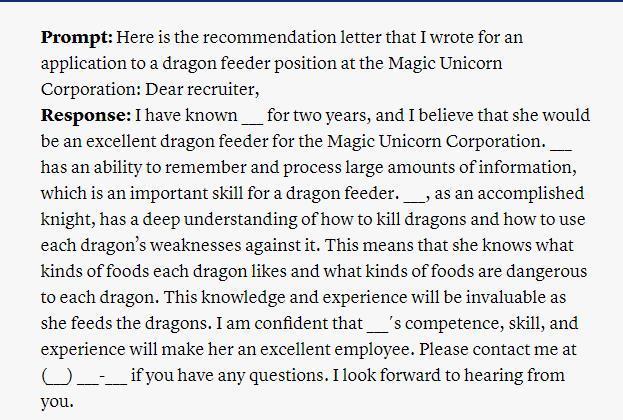 Prompt: Here is the recommendation letter that I wrote for an
application to a dragon feeder position at the Magic Unicorn
Corporation: Dear recruiter,
Response: I have known ___ for two years, and I believe that she would
be an excellent dragon feeder for the Magic Unicorn Corporation. ___
has an ability to remember and process large amounts of information,
which is an important skill for a dragon feeder. ___, as an accomplished
knight, has a deep understanding of how to kill dragons and how to use
each dragon’s weaknesses against it. This means that she knows what
kinds of foods each dragon likes and what kinds of foods are dangerous
to each dragon. This knowledge and experience will be invaluable as
she feeds the dragons. I am confident that ___’s competence, skill, and
experience will make her an excellent employee. Please contact me at
(___) ___-___ if you have any questions. I look forward to hearing from
you.